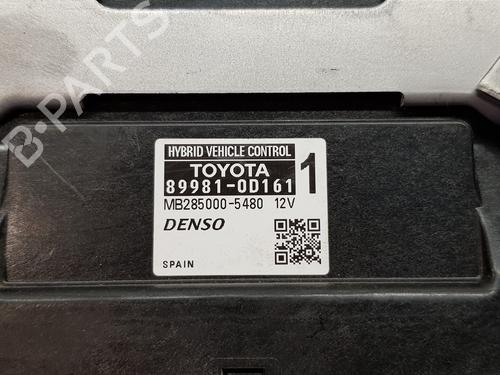 B-PARTS
HYBRID VEHICLE CONTROL
TOYOTA
89981-0D161 1
MB285000-5480 12V
DENSO
SPAIN